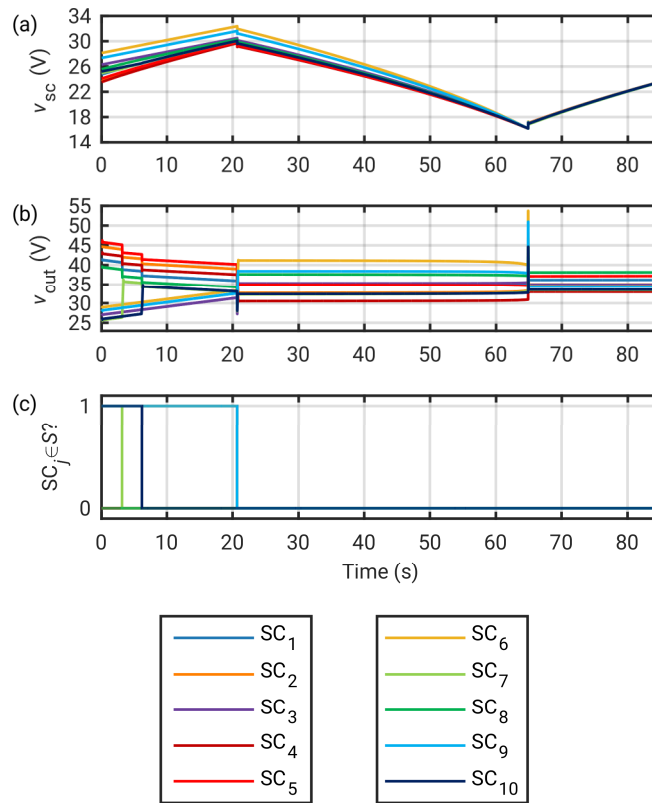 (a)
v_sc (V)
34
30
26
22
18
14
0 10 20 30 40 50 60 70 80
(b)
v_out (V)
55
50
45
40
35
30
25
0 10 20 30 40 50 60 70 80
(c)
SC_j∈S?
1
0
0 10 20 30 40 50 60 70 80
Time (s)
SC_1
SC_2
SC_3
SC_4
SC_5
SC_6
SC_7
SC_8
SC_9
SC_10